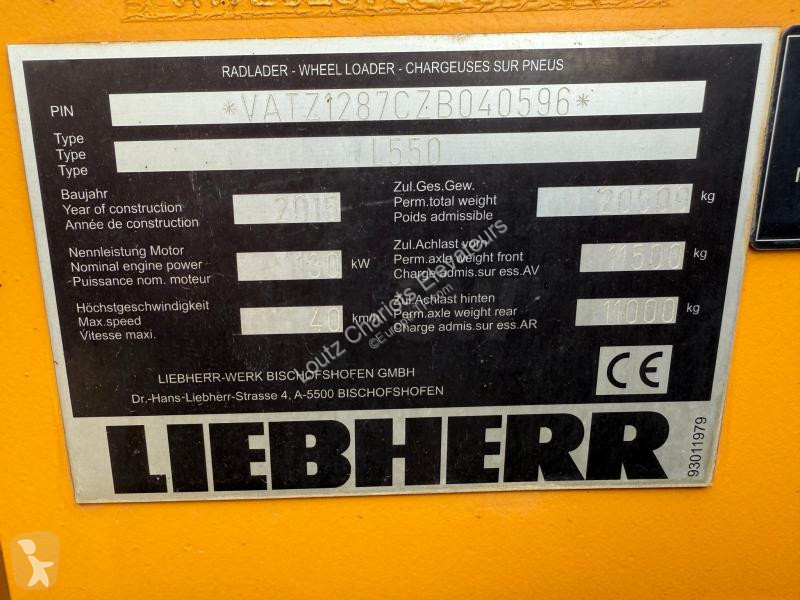 RADLADER - WHEEL LOADER - CHARGEUSES SUR PNEUS
PIN *VATZ1287CZB040596*
Type
Type L550
Type
Baujahr
Year of construction 2015
Année de construction
Nennleistung Motor
Nominal engine power 130 kW
Puissance nom. moteur
Höchstgeschwindigkeit
Max.speed 40
Vitesse maxi.
Zul.Ges.Gew.
Perm.total weight kg
Poids admissible
Zul.Achlast vorn
Perm.axle weight front 11500 kg
Charge admis.sur ess.AV
Zul.Achlast hinten
Perm.axle weight rear 11000 kg
Charge admis.sur ess.AR
LIEBHERR-WERK BISCHOFSHOFEN GMBH
Dr.-Hans-Liebherr-Strasse 4, A-5500 BISCHOFSHOFEN
CE
LIEBHERR
93011979
Loutz Chariots Elevateurs